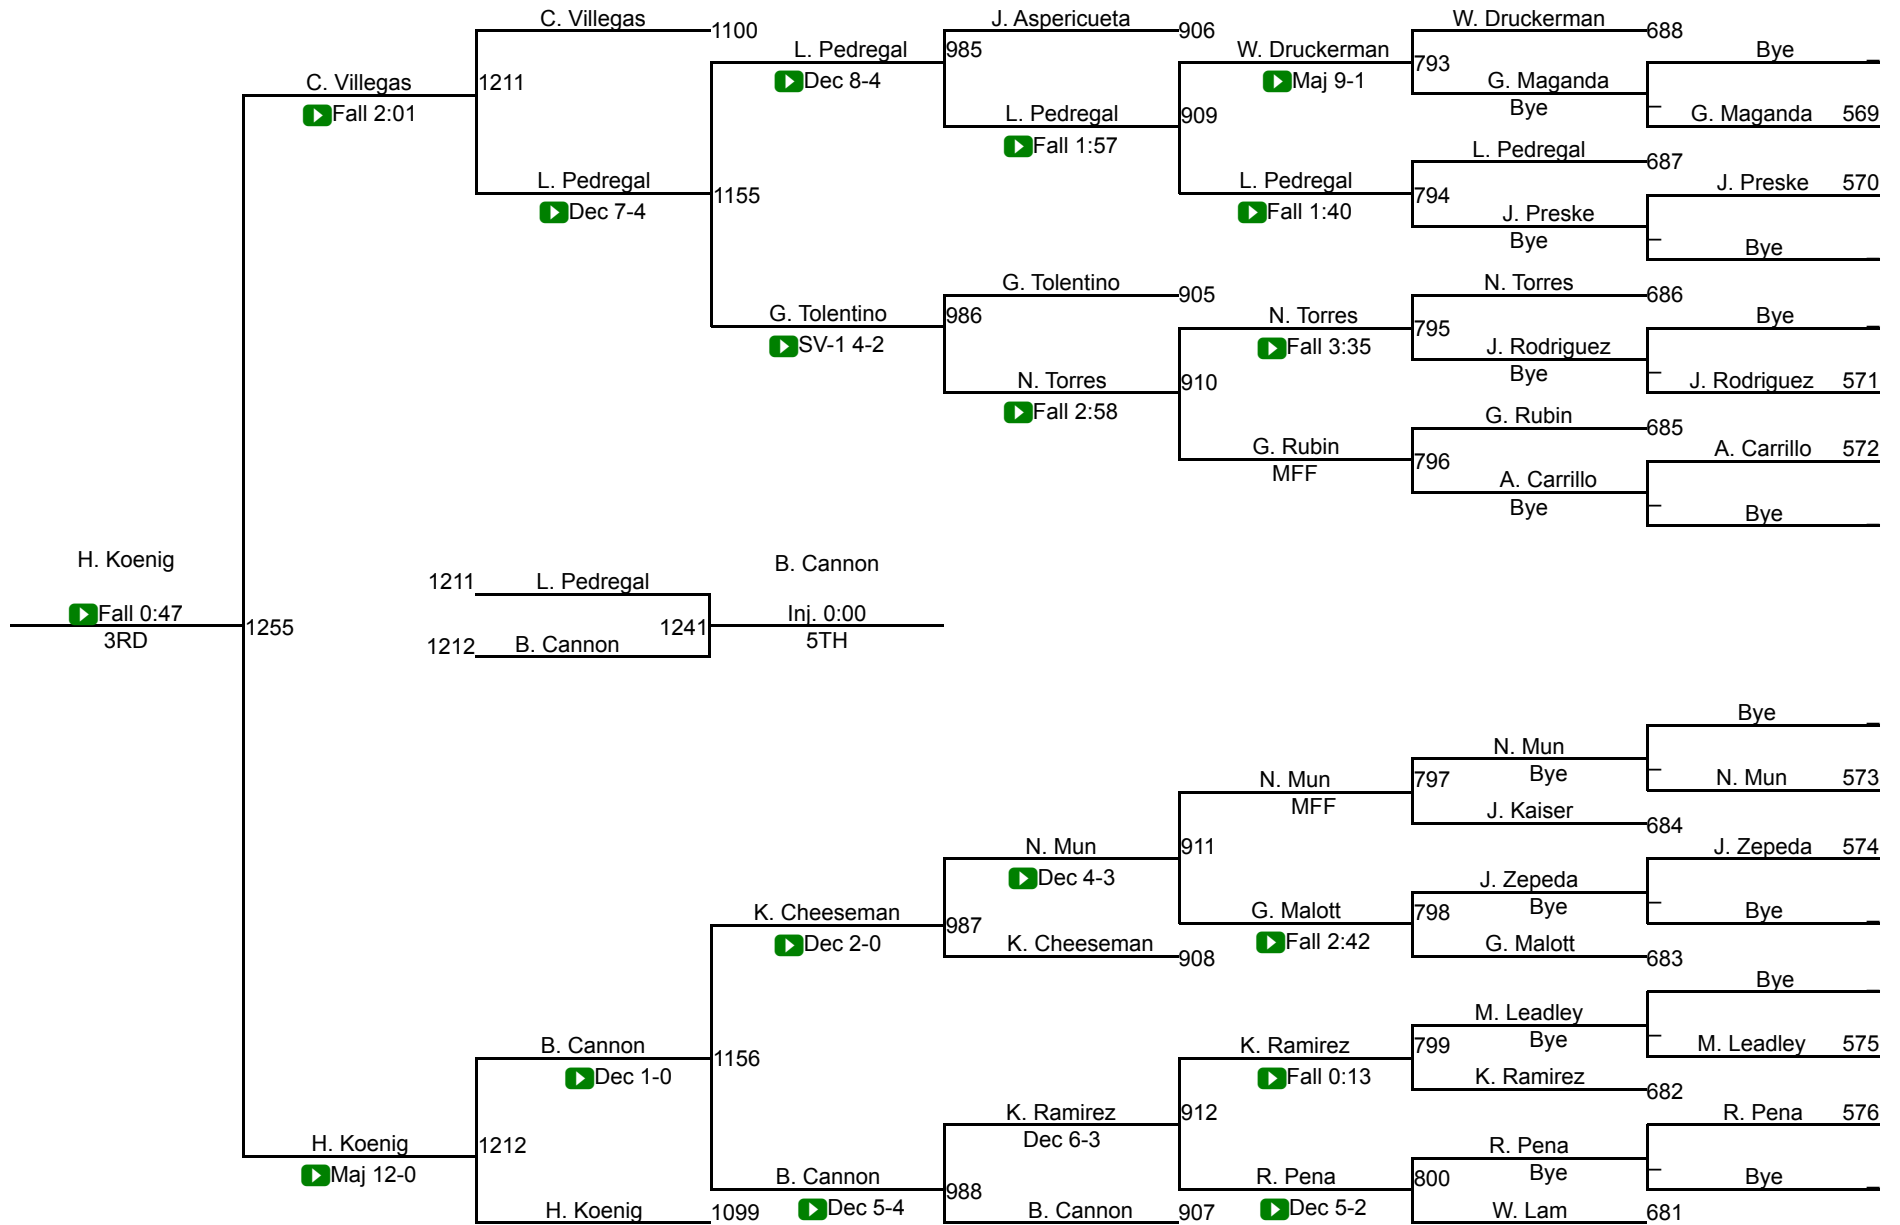 C. Villegas
1100
J. Aspericueta
906
W. Druckerman
688
L. Pedregal
985
W. Druckerman
793
Bye
C. Villegas
1211
Dec 8-4
Maj 9-1
G. Maganda
Bye
Fall 2:01
L. Pedregal
909
G. Maganda 569
Fall 1:57
L. Pedregal
687
L. Pedregal
1155
L. Pedregal
794
J. Preske 570
Dec 7-4
Fall 1:40
J. Preske
Bye
Bye
G. Tolentino
905
N. Torres
686
G. Tolentino
986
N. Torres
795
Bye
SV-1 4-2
Fall 3:35
J. Rodriguez
Bye
N. Torres
910
J. Rodriguez 571
Fall 2:58
G. Rubin
685
G. Rubin
796
A. Carrillo 572
MFF
A. Carrillo
Bye
Bye
H. Koenig
B. Cannon
1211
L. Pedregal
Fall 0:47
1255
1241
Inj. 0:00
3RD
1212
B. Cannon
5TH
Bye
N. Mun
Bye
N. Mun
797
N. Mun 573
MFF
J. Kaiser
684
N. Mun
911
J. Zepeda 574
Dec 4-3
J. Zepeda
Bye
K. Cheeseman
987
G. Malott
798
Bye
Dec 2-0
K. Cheeseman
908
Fall 2:42
G. Malott
683
Bye
M. Leadley
Bye
B. Cannon
1156
K. Ramirez
799
M. Leadley 575
Dec 1-0
Fall 0:13
K. Ramirez
682
K. Ramirez
912
R. Pena 576
Dec 6-3
H. Koenig
1212
R. Pena
Bye
Maj 12-0
B. Cannon
988
R. Pena
800
Bye
H. Koenig
1099
Dec 5-4
B. Cannon
907
Dec 5-2
W. Lam
681